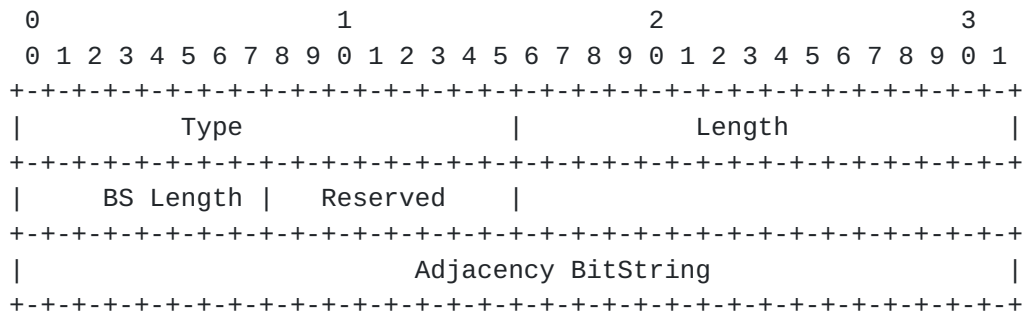 0                   1                   2                   3
 0 1 2 3 4 5 6 7 8 9 0 1 2 3 4 5 6 7 8 9 0 1 2 3 4 5 6 7 8 9 0 1
+-+-+-+-+-+-+-+-+-+-+-+-+-+-+-+-+-+-+-+-+-+-+-+-+-+-+-+-+-+-+-+-+
|          Type                 |           Length              |
+-+-+-+-+-+-+-+-+-+-+-+-+-+-+-+-+-+-+-+-+-+-+-+-+-+-+-+-+-+-+-+-+
|     BS Length |   Reserved    |
+-+-+-+-+-+-+-+-+-+-+-+-+-+-+-+-+-+-+-+-+-+-+-+-+-+-+-+-+-+-+-+-+
|                         Adjacency BitString                   |
+-+-+-+-+-+-+-+-+-+-+-+-+-+-+-+-+-+-+-+-+-+-+-+-+-+-+-+-+-+-+-+-+